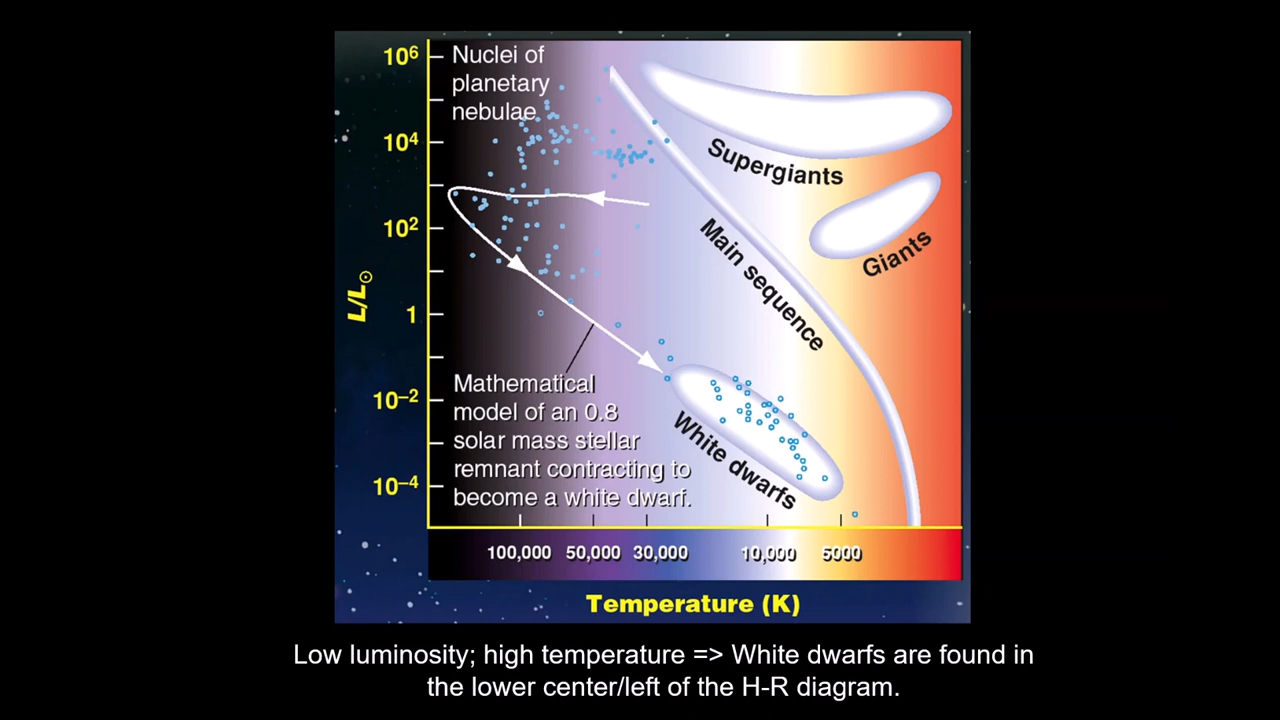 10⁶
Nuclei of
planetary
nebulae
10⁴
Supergiants
10²
Main sequence
Giants
L/L☉
1
Mathematical
model of an 0.8
solar mass stellar
remnant contracting to
become a white dwarf.
10⁻²
White dwarfs
10⁻⁴
100,000 50,000 30,000 10,000 5000
Temperature (K)
Low luminosity; high temperature => White dwarfs are found in
the lower center/left of the H-R diagram.